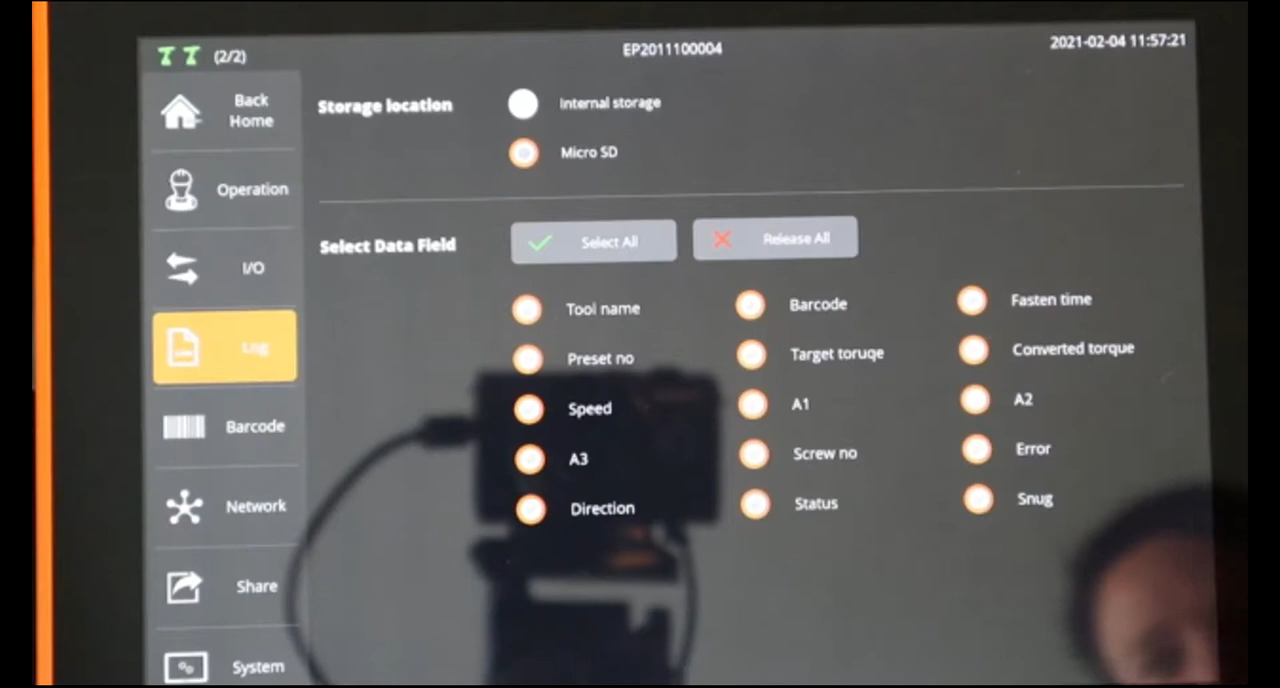 (2/2)
EP2011100004
2021-02-04 11:57:21
Back
Home
Operation
I/O
Log
Barcode
Network
Share
System
Storage location
Internal storage
Micro SD
Select Data Field
Select All
Release All
Tool name
Barcode
Fasten time
Preset no
Target toruqe
Converted torque
Speed
A1
A2
A3
Screw no
Error
Direction
Status
Snug